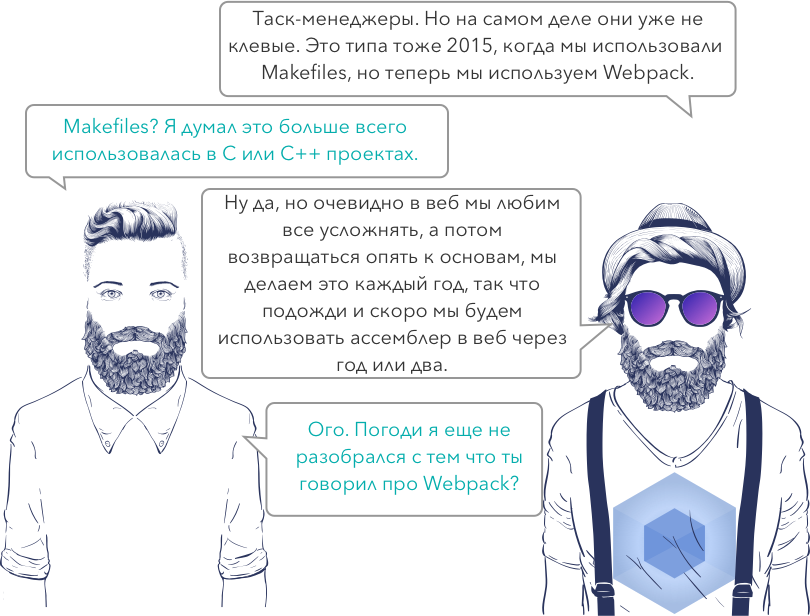 Таск-менеджеры. Но на самом деле они уже не
клевые. Это типа тоже 2015, когда мы использовали
Makefiles, но теперь мы используем Webpack.
Makefiles? Я думал это больше всего
использовалась в C или C++ проектах.
Ну да, но очевидно в веб мы любим
все усложнять, а потом
возвращаться опять к основам, мы
делаем это каждый год, так что
подожди и скоро мы будем
использовать ассемблер в веб через
год или два.
Ого. Погоди я еще не
разобрался с тем что ты
говорил про Webpack?